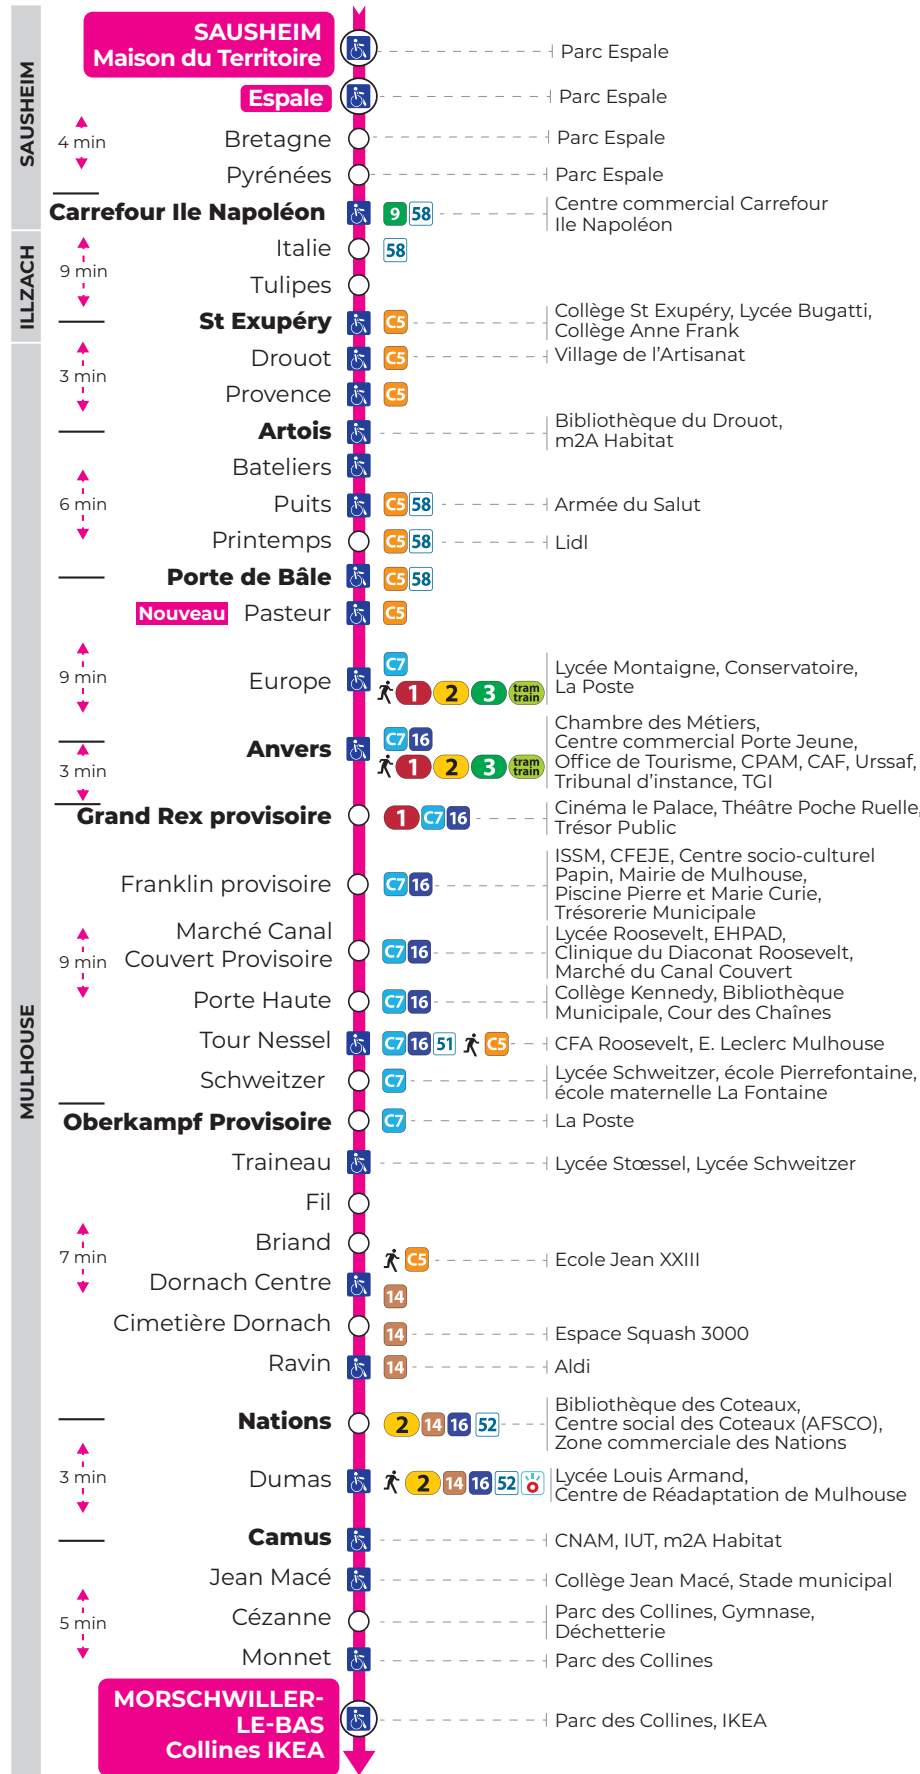 SAUSHEIM
SAUSHEIM
Maison du Territoire
Parc Espale
Espale
Parc Espale
4 min
Bretagne
Parc Espale
Pyrénées
Parc Espale
Carrefour Ile Napoléon
9 58
Centre commercial Carrefour
Ile Napoléon
ILLZACH
9 min
Italie
58
Tulipes
St Exupéry
C5
Collège St Exupéry, Lycée Bugatti,
Collège Anne Frank
MULHOUSE
3 min
Drouot
C5
Village de l'Artisanat
Provence
C5
Artois
Bibliothèque du Drouot,
m2A Habitat
Bateliers
6 min
Puits
C5 58
Armée du Salut
Printemps
C5 58
Lidl
Porte de Bâle
C5 58
Nouveau Pasteur
C5
9 min
Europe
C7
1 2 3 tram
train
Lycée Montaigne, Conservatoire,
La Poste
Anvers
C7 16
1 2 3 tram
train
Chambre des Métiers,
Centre commercial Porte Jeune,
Office de Tourisme, CPAM, CAF, Urssaf,
Tribunal d'instance, TGI
3 min
Grand Rex provisoire
1 C7 16
Cinéma le Palace, Théâtre Poche Ruelle,
Trésor Public
Franklin provisoire
C7 16
ISSM, CFEJE, Centre socio-culturel
Papin, Mairie de Mulhouse,
Piscine Pierre et Marie Curie,
Trésorerie Municipale
9 min
Marché Canal
Couvert Provisoire
C7 16
Lycée Roosevelt, EHPAD,
Clinique du Diaconat Roosevelt,
Marché du Canal Couvert
Porte Haute
C7 16
Collège Kennedy, Bibliothèque
Municipale, Cour des Chaînes
Tour Nessel
C7 16 51 C5
CFA Roosevelt, E. Leclerc Mulhouse
Schweitzer
C7
Lycée Schweitzer, école Pierrefontaine,
école maternelle La Fontaine
Oberkampf Provisoire
C7
La Poste
Traineau
Lycée Stœssel, Lycée Schweitzer
Fil
7 min
Briand
C5
Ecole Jean XXIII
Dornach Centre
14
Cimetière Dornach
14
Espace Squash 3000
Ravin
14
Aldi
Nations
2 14 16 52
Bibliothèque des Coteaux,
Centre social des Coteaux (AFSCO),
Zone commerciale des Nations
3 min
Dumas
2 14 16 52
Lycée Louis Armand,
Centre de Réadaptation de Mulhouse
Camus
CNAM, IUT, m2A Habitat
Jean Macé
Collège Jean Macé, Stade municipal
5 min
Cézanne
Parc des Collines, Gymnase,
Déchetterie
Monnet
Parc des Collines
MORSCHWILLER-
LE-BAS
Collines IKEA
Parc des Collines, IKEA